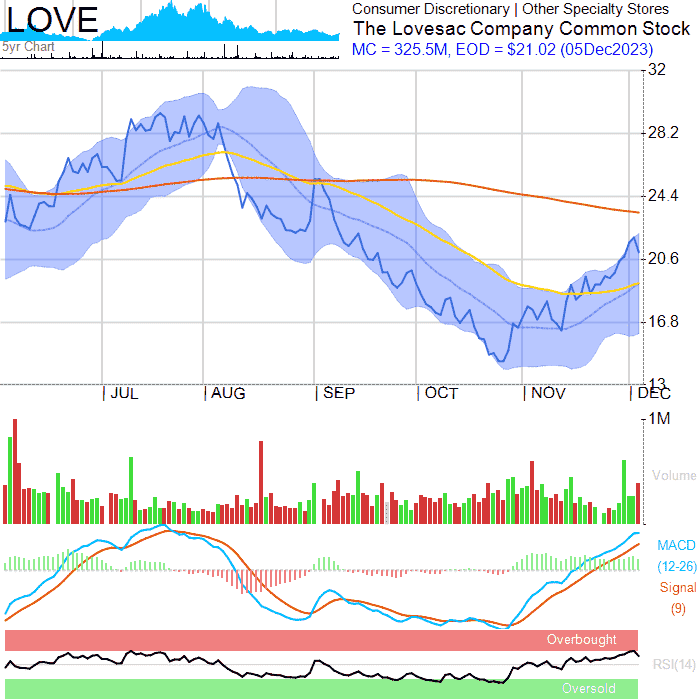 LOVE
5yr Chart
Consumer Discretionary | Other Specialty Stores
The Lovesac Company Common Stock
MC = 325.5M, EOD = $21.02 (05Dec2023)
32
28.2
24.4
20.6
16.8
13
JUL AUG SEP OCT NOV DEC
1M
Volume
MACD
(12-26)
Signal
(9)
Overbought
RSI(14)
Oversold